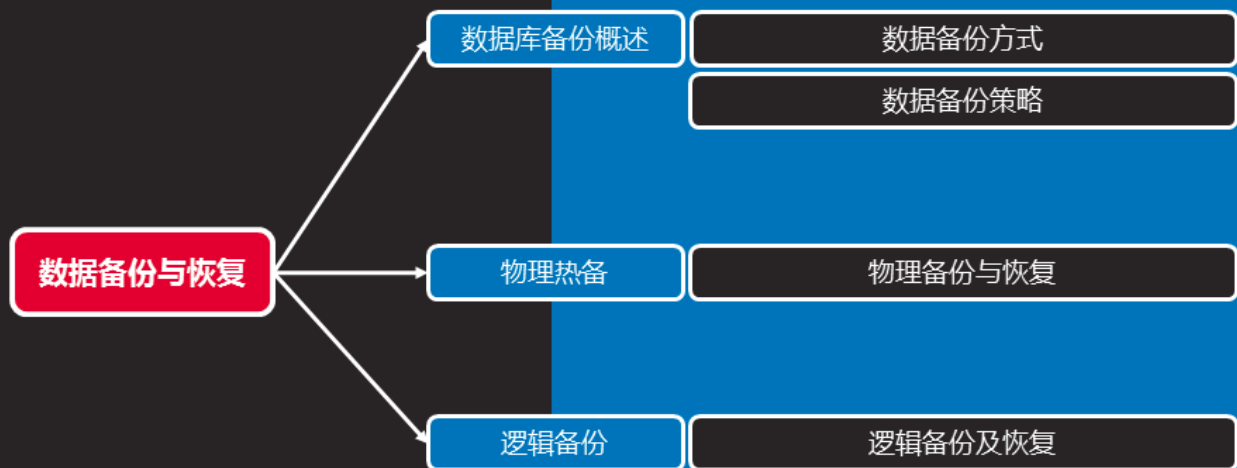 数据备份与恢复
数据库备份概述
数据备份方式
数据备份策略
物理热备
物理备份与恢复
逻辑备份
逻辑备份及恢复